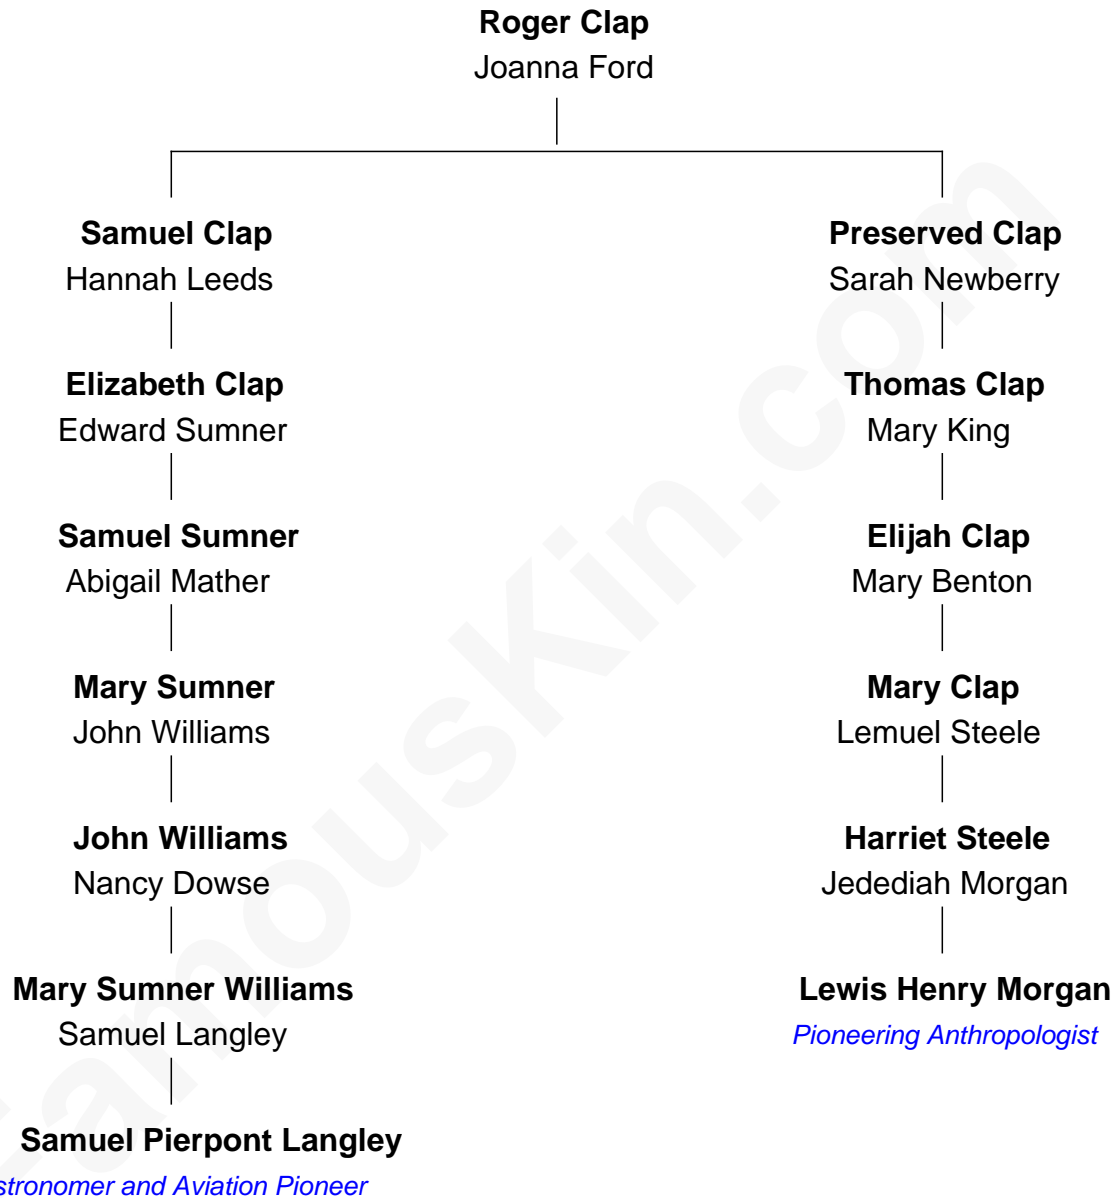 Roger Clap
Joanna Ford
Samuel Clap
Hannah Leeds
Preserved Clap
Sarah Newberry
Elizabeth Clap
Edward Sumner
Thomas Clap
Mary King
Samuel Sumner
Abigail Mather
Elijah Clap
Mary Benton
Mary Sumner
John Williams
Mary Clap
Lemuel Steele
John Williams
Nancy Dowse
Harriet Steele
Jedediah Morgan
Mary Sumner Williams
Samuel Langley
Lewis Henry Morgan
Pioneering Anthropologist
Samuel Pierpont Langley
stronomer and Aviation Pioneer
FamousKin.com